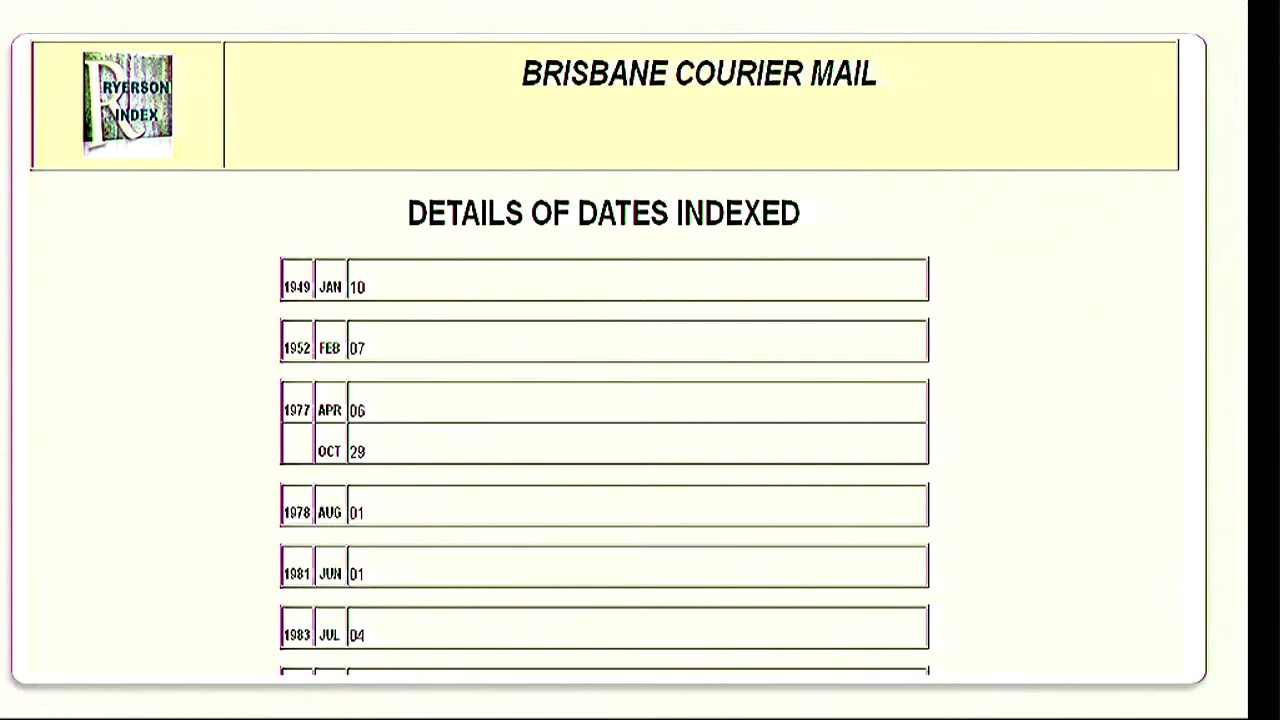 RYERSON
INDEX
BRISBANE COURIER MAIL
DETAILS OF DATES INDEXED
1949 JAN 10
1952 FEB 07
1977 APR 06
OCT 29
1978 AUG 01
1981 JUN 01
1983 JUL 04